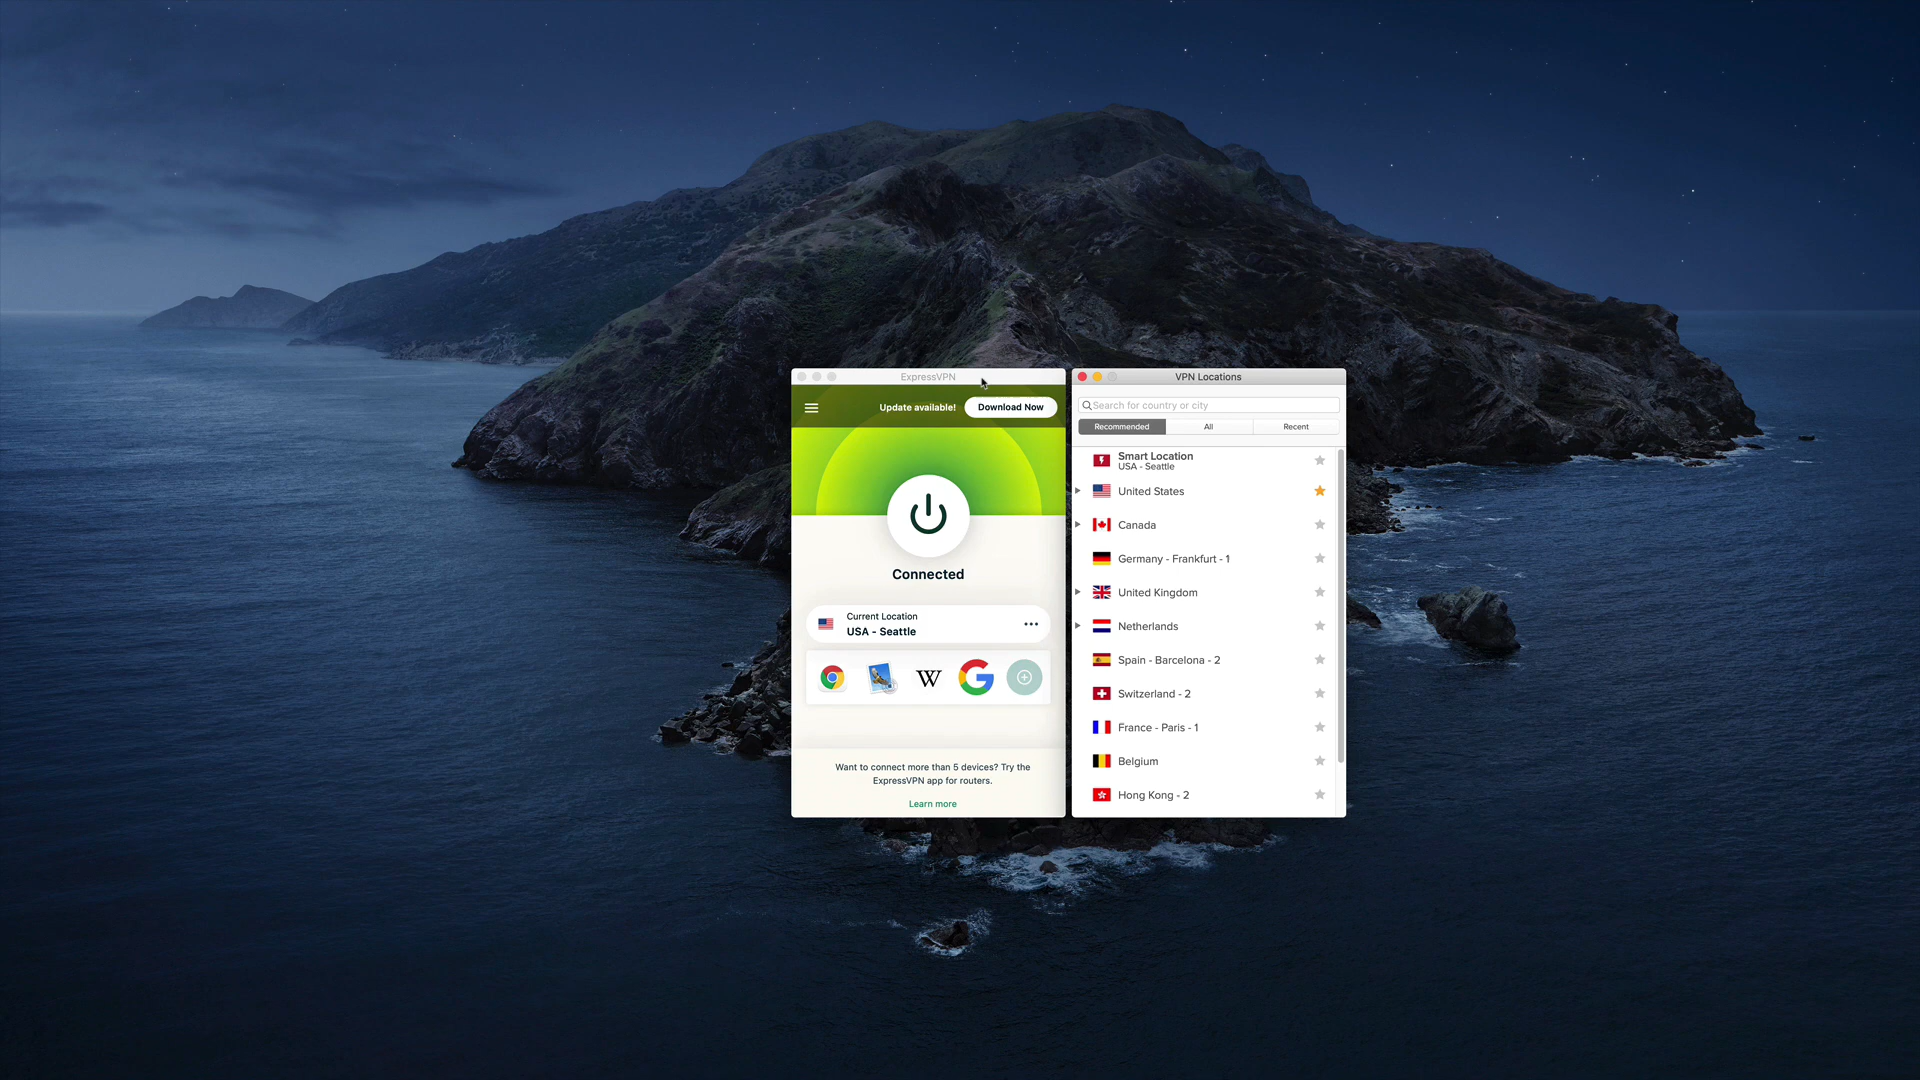 ExpressVPN
Update available!
Download Now
Connected
Current Location
USA - Seattle
W
Want to connect more than 5 devices? Try the
ExpressVPN app for routers.
Learn more
VPN Locations
Search for country or city
Recommended
All
Recent
Smart Location
USA - Seattle
United States
Canada
Germany - Frankfurt - 1
United Kingdom
Netherlands
Spain - Barcelona - 2
Switzerland - 2
France - Paris - 1
Belgium
Hong Kong - 2